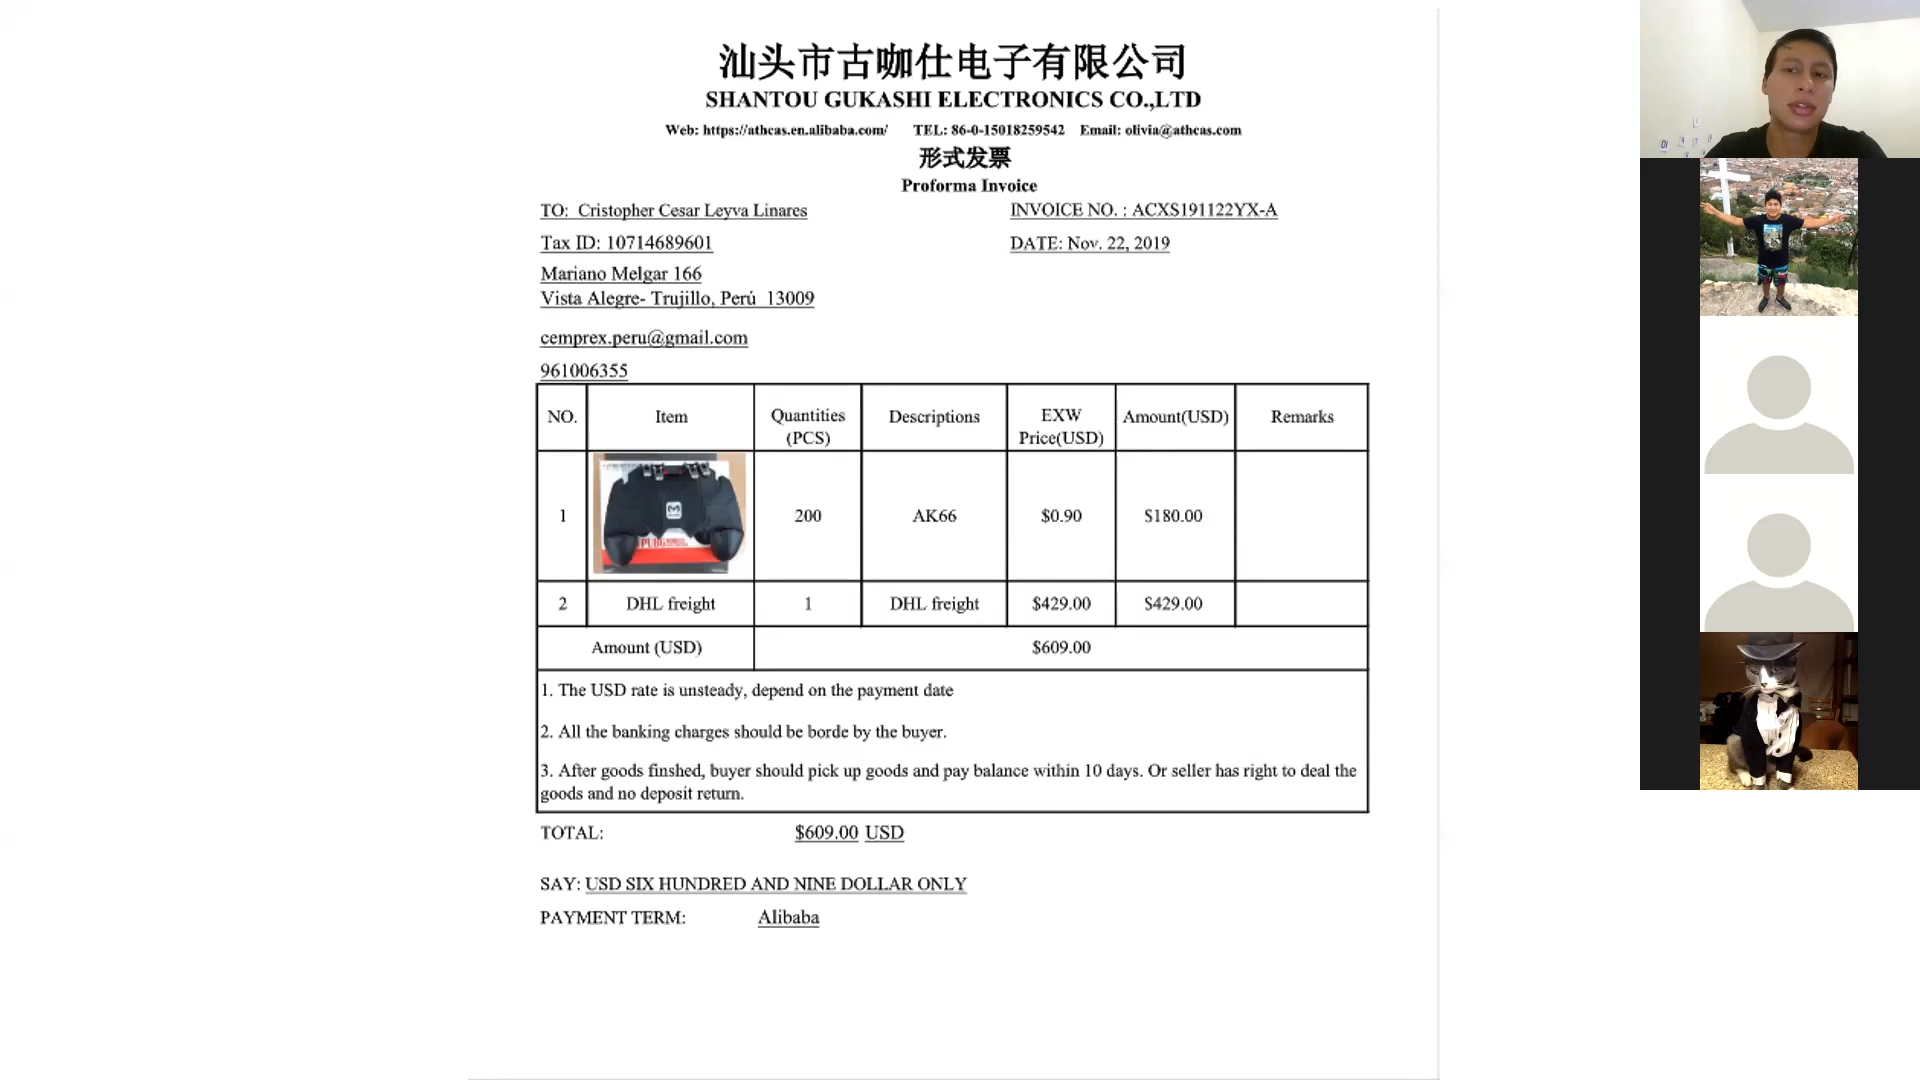 汕头市古咖仕电子有限公司
SHANTOU GUKASHI ELECTRONICS CO.,LTD
Web: https://athcas.en.alibaba.com/ TEL: 86-0-15018259542 Email: olivia@athcas.com
形式发票
Proforma Invoice
TO: Cristopher Cesar Leyva Linares INVOICE NO. : ACXS191122YX-A
Tax ID: 10714689601 DATE: Nov. 22, 2019
Mariano Melgar 166
Vista Alegre- Trujillo, Perú 13009
cemprex.peru@gmail.com
961006355
NO. Item Quantities (PCS) Descriptions EXW Price(USD) Amount(USD) Remarks
1 200 AK66 $0.90 $180.00
PUBG
2 DHL freight 1 DHL freight $429.00 $429.00
Amount (USD) $609.00
1. The USD rate is unsteady, depend on the payment date
2. All the banking charges should be borde by the buyer.
3. After goods finshed, buyer should pick up goods and pay balance within 10 days. Or seller has right to deal the
goods and no deposit return.
TOTAL: $609.00 USD
SAY: USD SIX HUNDRED AND NINE DOLLAR ONLY
PAYMENT TERM: Alibaba